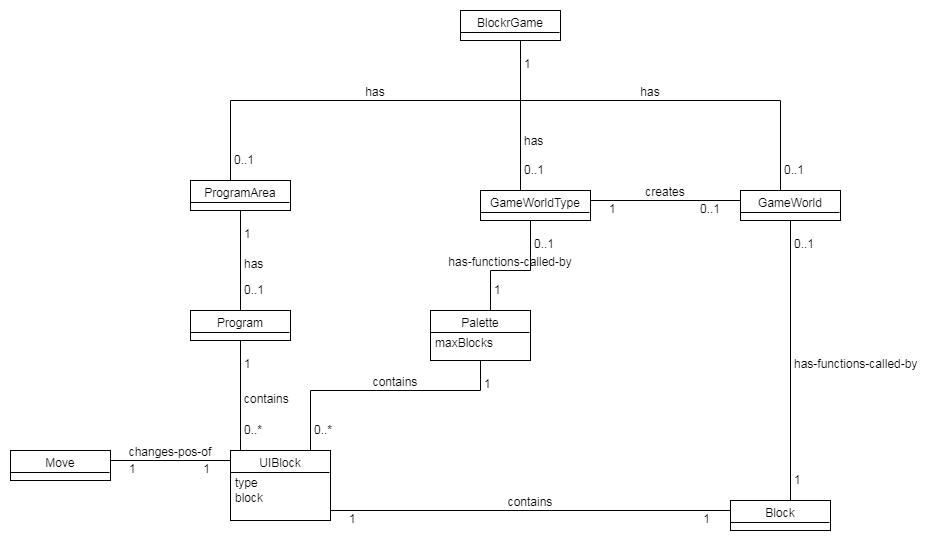 BlockrGame
1
has
has
has
0..1
0..1
0..1
ProgramArea
GameWorldType
creates
GameWorld
1
0..1
1
0..1
0..1
has
has-functions-called-by
0..1
1
Program
Palette
maxBlocks
1
has-functions-called-by
contains
1
contains
0..*
0..*
changes-pos-of
Move
1
1
UIBlock
type
block
1
contains
1
1
Block